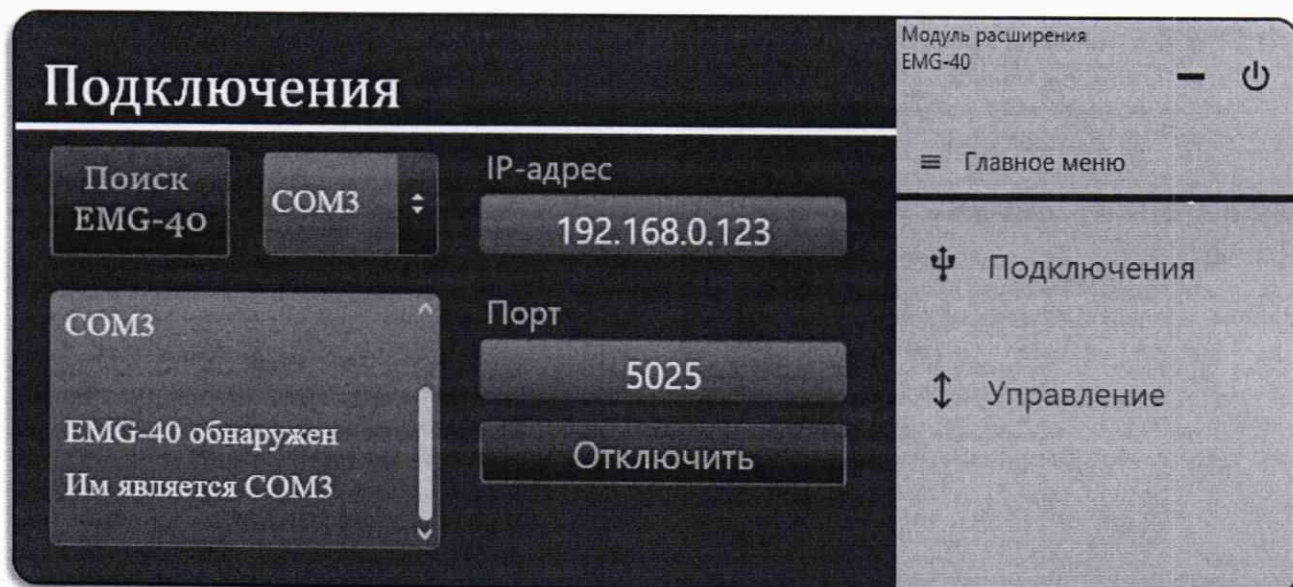 Подключения
Поиск
EMG-40
COM3
COM3
EMG-40 обнаружен
Им является COM3
IP-адрес
192.168.0.123
Порт
5025
Отключить
Модуль расширения
EMG-40
Главное меню
Подключения
Управление